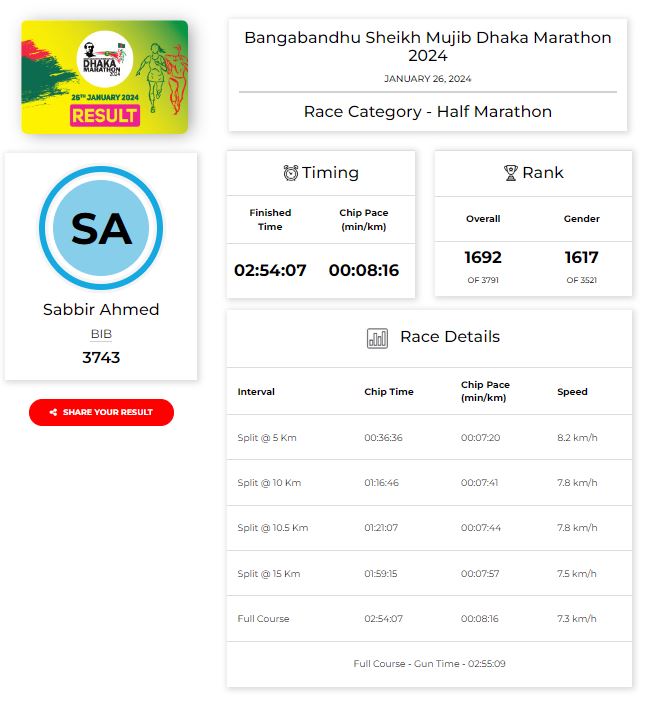 DHAKA
MARATHON
2024
26TH JANUARY 2024
RESULT
Bangabandhu Sheikh Mujib Dhaka Marathon
2024
JANUARY 26, 2024
Race Category - Half Marathon
SA
Sabbir Ahmed
BIB
3743
SHARE YOUR RESULT
Timing
Finished Time
Chip Pace (min/km)
02:54:07 00:08:16
Rank
Overall Gender
1692 1617
OF 3791 OF 3521
Race Details
Interval Chip Time Chip Pace (min/km) Speed
Split @ 5 Km 00:36:36 00:07:20 8.2 km/h
Split @ 10 Km 01:16:46 00:07:41 7.8 km/h
Split @ 10.5 Km 01:21:07 00:07:44 7.8 km/h
Split @ 15 Km 01:59:15 00:07:57 7.5 km/h
Full Course 02:54:07 00:08:16 7.3 km/h
Full Course - Gun Time - 02:55:09